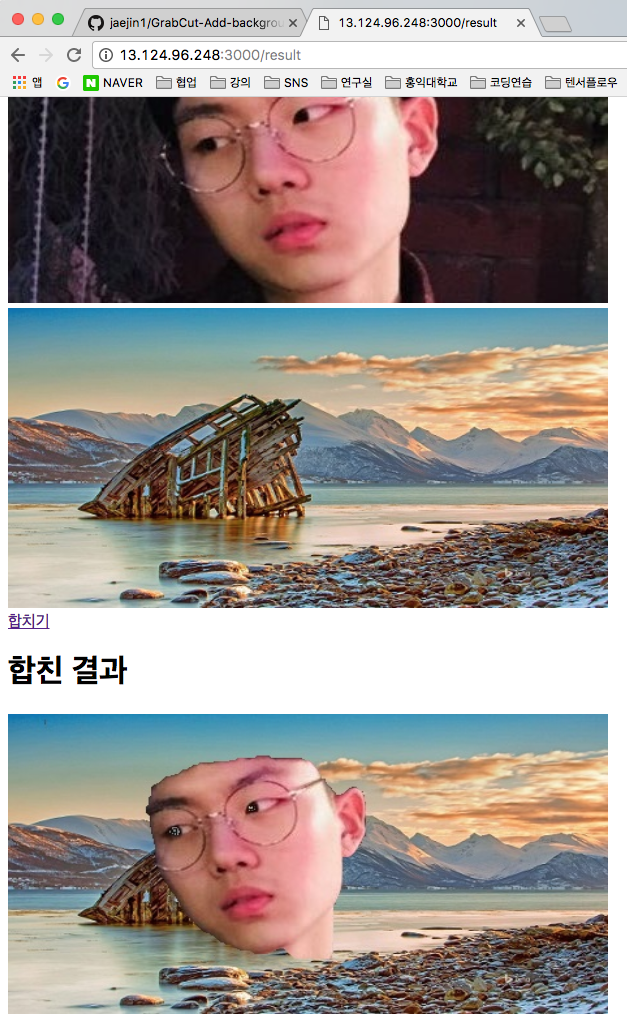 jaejin1/GrabCut-Add-backgrou
13.124.96.248:3000/result
13.124.96.248:3000/result
앱
N NAVER
협업
강의
SNS
연구실
홍익대학교
코딩연습
텐서플로우
합치기
합친 결과